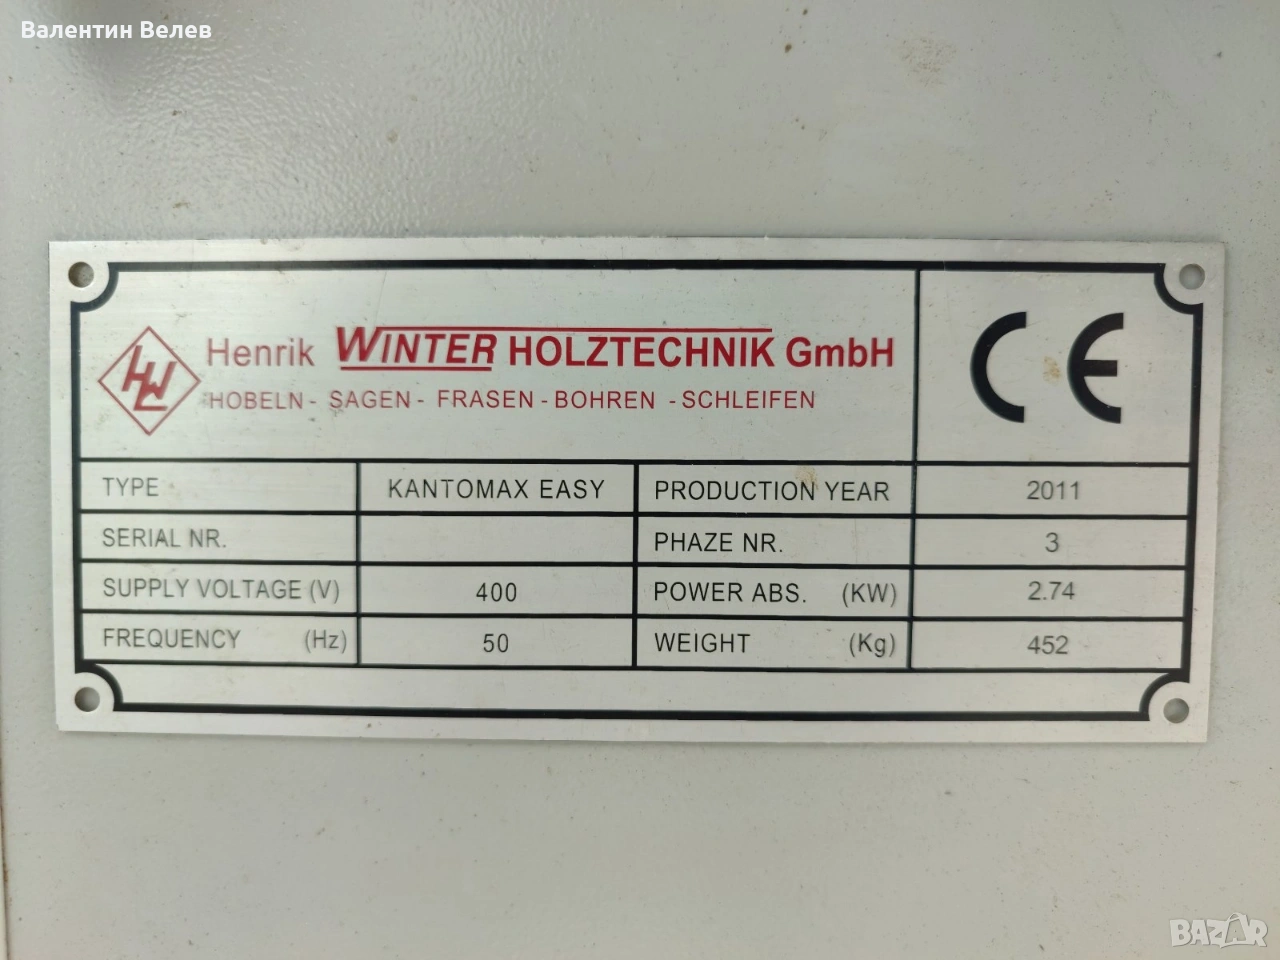 Валентин Велев
Henrik WINTER HOLZTECHNIK GmbH
HOBELN - SAGEN - FRASEN - BOHREN - SCHLEIFEN
CE
TYPE KANTOMAX EASY PRODUCTION YEAR 2011
SERIAL NR. PHAZE NR. 3
SUPPLY VOLTAGE (V) 400 POWER ABS. (KW) 2.74
FREQUENCY (Hz) 50 WEIGHT (Kg) 452
BAZAR